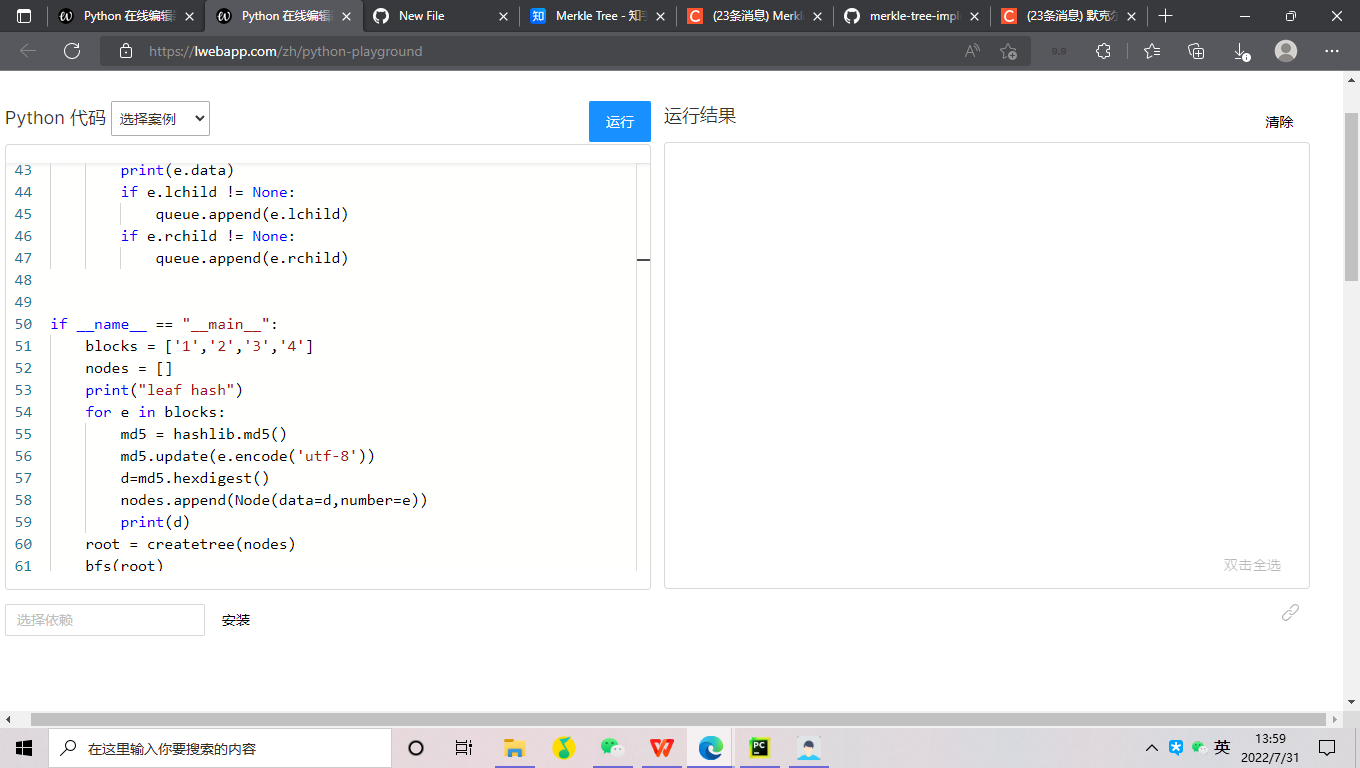 Python 在线编辑
Python 在线编辑
New File
知 Merkle Tree - 知
C (23条消息) Merk
merkle-tree-imp
C (23条消息) 默克
https://lwebapp.com/zh/python-playground
9.9
Python 代码 选择案例 运行 运行结果 清除
43 print(e.data)
44 if e.lchild != None:
45 queue.append(e.lchild)
46 if e.rchild != None:
47 queue.append(e.rchild)
48
49
50 if __name__ == "__main__":
51 blocks = ['1','2','3','4']
52 nodes = []
53 print("leaf hash")
54 for e in blocks:
55 md5 = hashlib.md5()
56 md5.update(e.encode('utf-8'))
57 d=md5.hexdigest()
58 nodes.append(Node(data=d,number=e))
59 print(d)
60 root = createtree(nodes)
61 bfs(root)
双击全选
选择依赖 安装
在这里输入你要搜索的内容
PC
英
13:59
2022/7/31